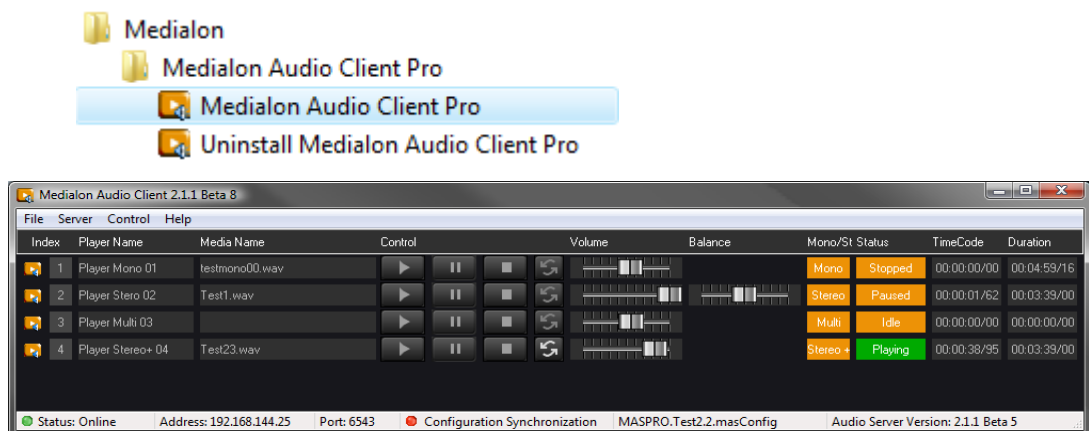 Medialon
Medialon Audio Client Pro
Medialon Audio Client Pro
Uninstall Medialon Audio Client Pro
Medialon Audio Client 2.1.1 Beta 8
File Server Control Help
Index Player Name Media Name Control Volume Balance Mono/St Status TimeCode Duration
1 Player Mono 01 testmono00.wav Mono Stopped 00:00:00/00 00:04:59/16
2 Player Stero 02 Test1.wav Stereo Paused 00:00:01/62 00:03:39/00
3 Player Multi 03 Multi Idle 00:00:00/00 00:00:00/00
4 Player Stereo+ 04 Test23.wav Stereo + Playing 00:00:38/95 00:03:39/00
Status: Online Address: 192.168.144.25 Port: 6543 Configuration Synchronization MASPRO.Test2.2.masConfig Audio Server Version: 2.1.1 Beta 5